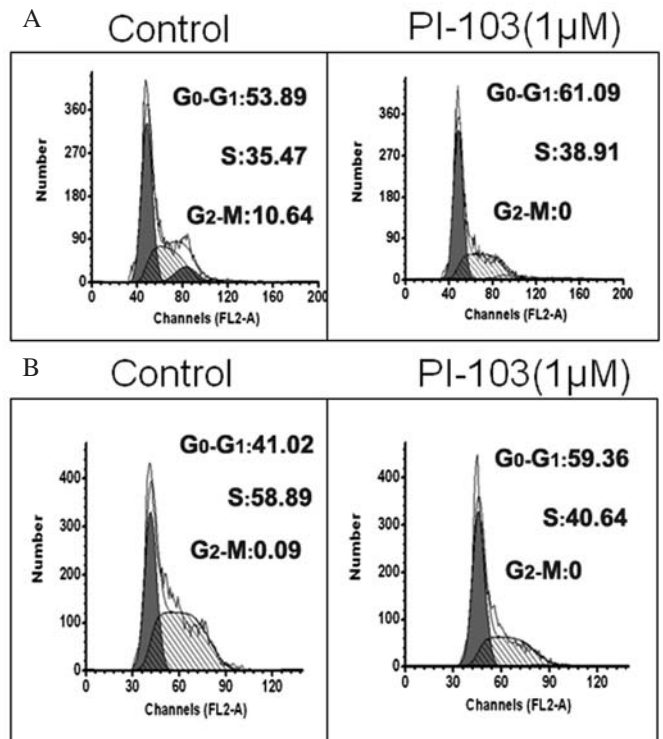 A
Control
PI-103(1µM)
G0-G1:53.89
S:35.47
G2-M:10.64
Number
360
270
180
90
0
0 40 80 120 160 200
Channels (FL2-A)
G0-G1:61.09
S:38.91
G2-M:0
Number
360
270
180
90
0
0 40 80 120 160 200
Channels (FL2-A)
B
Control
PI-103(1µM)
G0-G1:41.02
S:58.89
G2-M:0.09
Number
400
300
200
100
0
0 30 60 90 120
Channels (FL2-A)
G0-G1:59.36
S:40.64
G2-M:0
Number
400
300
200
100
0
0 30 60 90 120
Channels (FL2-A)